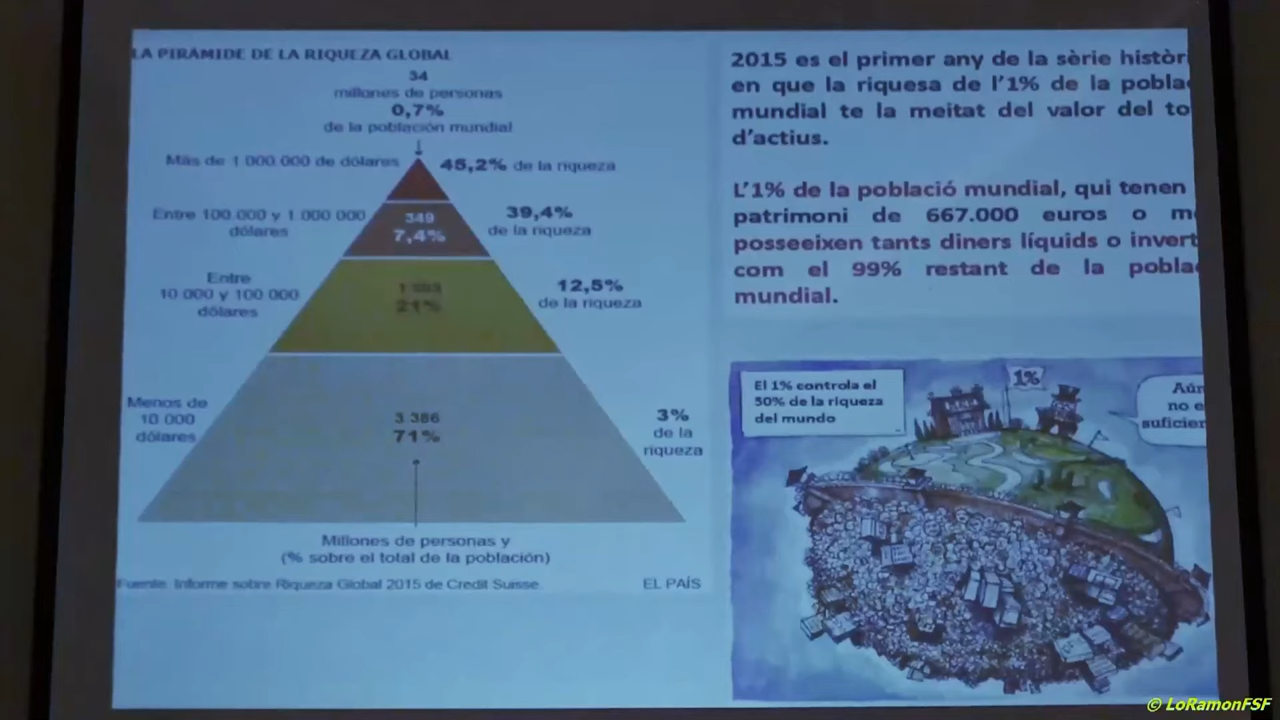 LA PIRÁMIDE DE LA RIQUEZA GLOBAL
34
millones de personas
0,7%
de la población mundial
Más de 1 000 000 de dólares
45,2% de la riqueza
Entre 100.000 y 1 000 000
dólares
349
7,4%
39,4%
de la riqueza
Entre
10 000 y 100 000
dólares
21%
12,5%
de la riqueza
Menos de
10 000
dólares
3 386
71%
3%
de la
riqueza
Millones de personas y
(% sobre el total de la población)
Fuente: Informe sobre Riqueza Global 2015 de Credit Suisse.
EL PAÍS
2015 es el primer any de la sèrie històri
en que la riquesa de l'1% de la pobla
mundial te la meitat del valor del to
d'actius.
L'1% de la població mundial, qui tenen
patrimoni de 667.000 euros o m
posseeixen tants diners líquids o invert
com el 99% restant de la pobla
mundial.
El 1% controla el
50% de la riqueza
del mundo
1%
Aún
no e
suficien
© LoRamonFSF